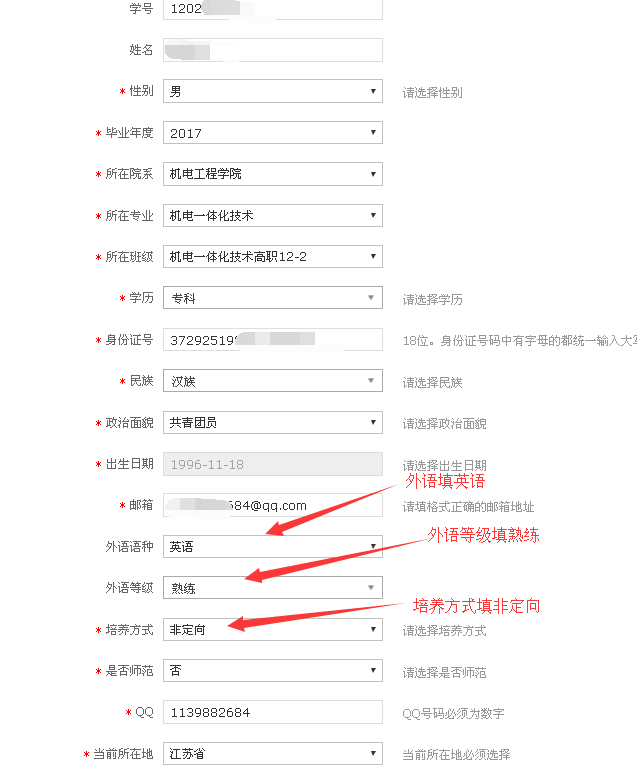 学号 1202
姓名
* 性别 男 请选择性别
* 毕业年度 2017
* 所在院系 机电工程学院
* 所在专业 机电一体化技术
* 所在班级 机电一体化技术高职12-2
* 学历 专科 请选择学历
* 身份证号 37292519 18位。身份证号码中有字母的都统一输入大写
* 民族 汉族 请选择民族
* 政治面貌 共青团员 请选择政治面貌
* 出生日期 1996-11-18 请选择出生日期
外语填英语
* 邮箱 684@qq.com 请填格式正确的邮箱地址
外语等级填熟练
外语语种 英语
外语等级 熟练
培养方式填非定向
* 培养方式 非定向 请选择培养方式
* 是否师范 否 请选择是否师范
* QQ 1139882684 QQ号码必须为数字
* 当前所在地 江苏省 当前所在地必须选择